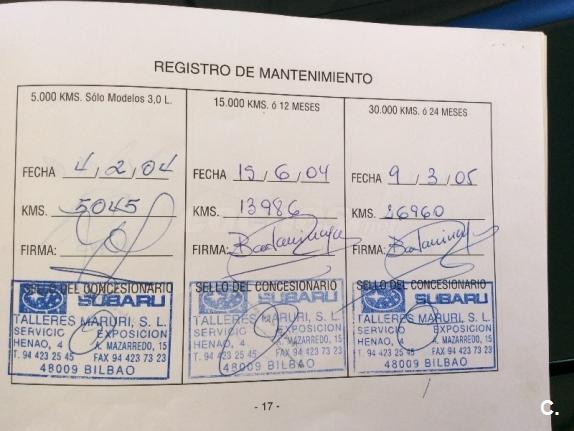 REGISTRO DE MANTENIMIENTO
5.000 KMS. Sólo Modelos 3,0 L.
FECHA 4, 2, 04
KMS. 5045
FIRMA:
SELLO DEL CONCESIONARIO
SUBARU
TALLERES MARURI, S. L.
SERVICIO EXPOSICION
HENAO, 4 A. MAZARREDO, 15
T. 94 423 25 45 FAX 94 423 73 23
48009 BILBAO
15.000 KMS. ó 12 MESES
FECHA 15, 6, 04
KMS. 13986
FIRMA:
SELLO DEL CONCESIONARIO
SUBARU
TALLERES MARURI, S. L.
SERVICIO EXPOSICION
HENAO, 4 A. MAZARREDO, 15
T. 94 423 25 45 FAX 94 423 73 23
48009 BILBAO
30.000 KMS. ó 24 MESES
FECHA 9, 3, 05
KMS. 26960
FIRMA:
SELLO DEL CONCESIONARIO
SUBARU
TALLERES MARURI, S. L.
SERVICIO EXPOSICION
HENAO, 4 A. MAZARREDO, 15
T. 94 423 25 45 FAX 94 423 73 23
48009 BILBAO
- 17 -
C.